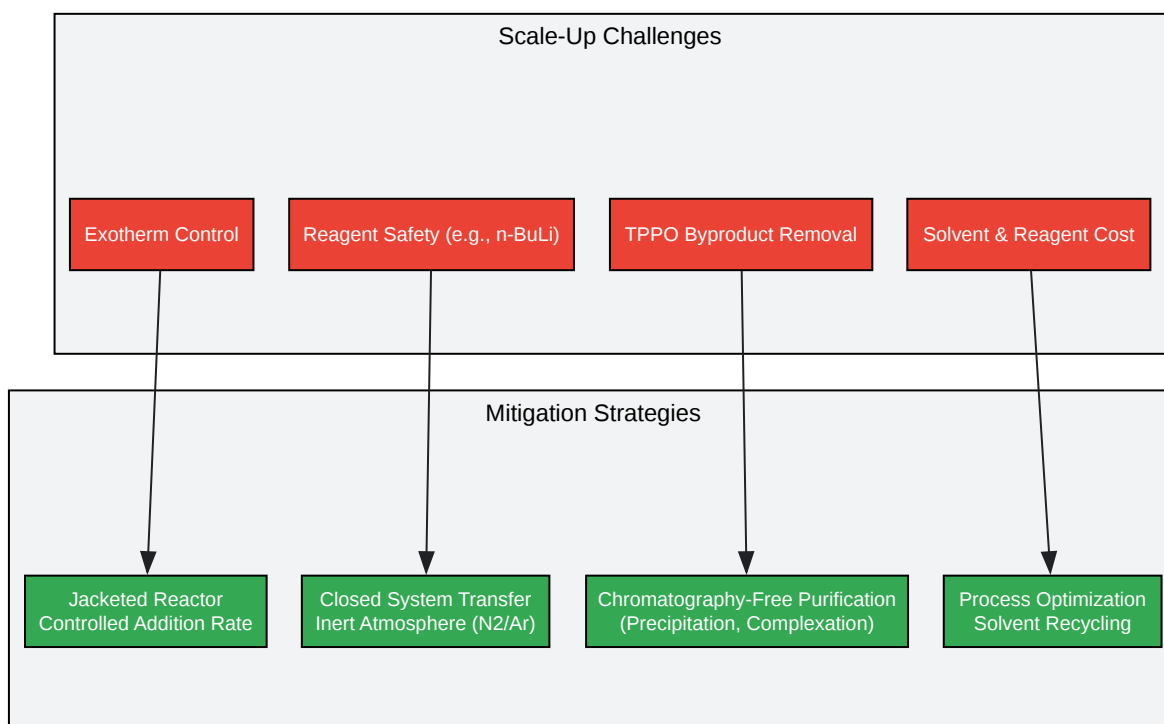 Scale-Up Challenges
Exotherm Control
Reagent Safety (e.g., n-BuLi)
TPPO Byproduct Removal
Solvent & Reagent Cost
Mitigation Strategies
Jacketed Reactor
Controlled Addition Rate
Closed System Transfer
Inert Atmosphere (N2/Ar)
Chromatography-Free Purification
(Precipitation, Complexation)
Process Optimization
Solvent Recycling